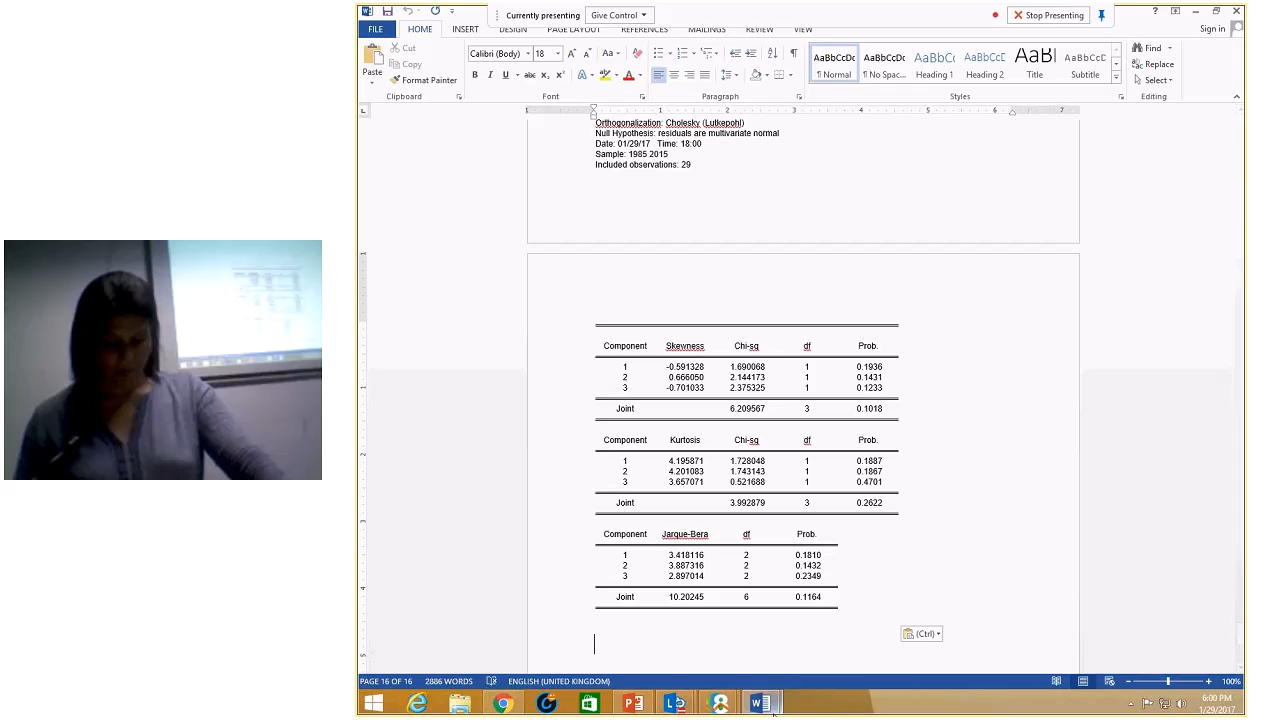 Currently presenting Give Control Stop Presenting
FILE HOME INSERT DESIGN PAGE LAYOUT REFERENCES MAILINGS REVIEW VIEW Sign in
Paste Cut Copy Format Painter
Calibri (Body) 18
AaBbCcDc AaBbCcDc AaBbC AaBbCc AaB AaBbCcD
¶ Normal ¶ No Spac... Heading 1 Heading 2 Title Subtitle
Find Replace Select
Clipboard Font Paragraph Styles Editing
Orthogonalization: Cholesky (Lutkepohl)
Null Hypothesis: residuals are multivariate normal
Date: 01/29/17 Time: 18:00
Sample: 1985 2015
Included observations: 29
Component Skewness Chi-sq df Prob.
1 -0.591328 1.690068 1 0.1936
2 0.666050 2.144173 1 0.1431
3 -0.701033 2.375325 1 0.1233
Joint 6.209567 3 0.1018
Component Kurtosis Chi-sq df Prob.
1 4.195871 1.728048 1 0.1887
2 4.201083 1.743143 1 0.1867
3 3.657071 0.521688 1 0.4701
Joint 3.992879 3 0.2622
Component Jarque-Bera df Prob.
1 3.418116 2 0.1810
2 3.887316 2 0.1432
3 2.897014 2 0.2349
Joint 10.20245 6 0.1164
(Ctrl)
PAGE 16 OF 16 2886 WORDS ENGLISH (UNITED KINGDOM) 100%
6:00 PM
1/29/2017